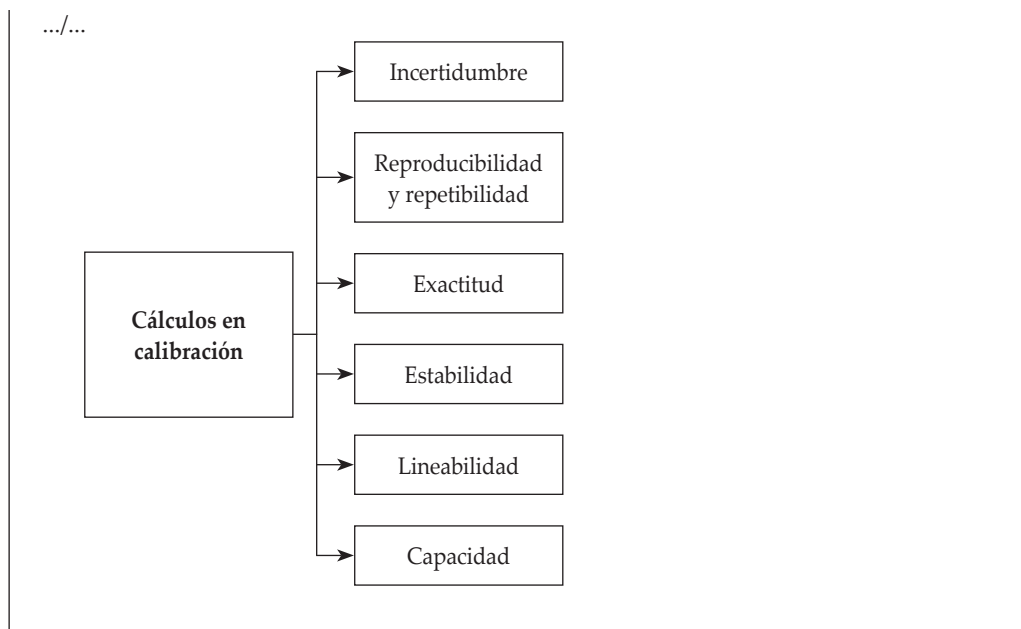 .../...
Incertidumbre
Reproducibilidad
y repetibilidad
Exactitud
Cálculos en
calibración
Estabilidad
Lineabilidad
Capacidad